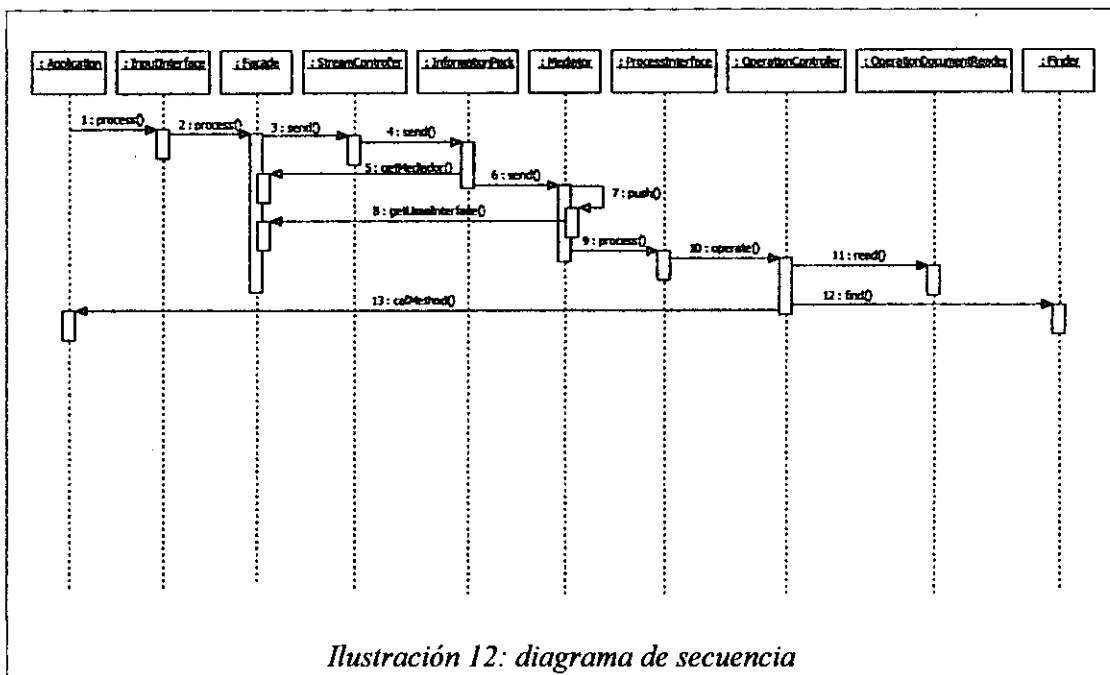 : Application : InputInterface : Facade : StreamController : InformationPack : Mediator : ProcessInterface : OperationController : OperationDocumentReader : Finder
1 : process() 2 : process() 3 : send() 4 : send()
5 : getMediador() 6 : send()
7 : push()
8 : getUsaInterfase()
9 : process() 10 : operate() 11 : read()
12 : find()
13 : callMethod()
Ilustración 12: diagrama de secuencia